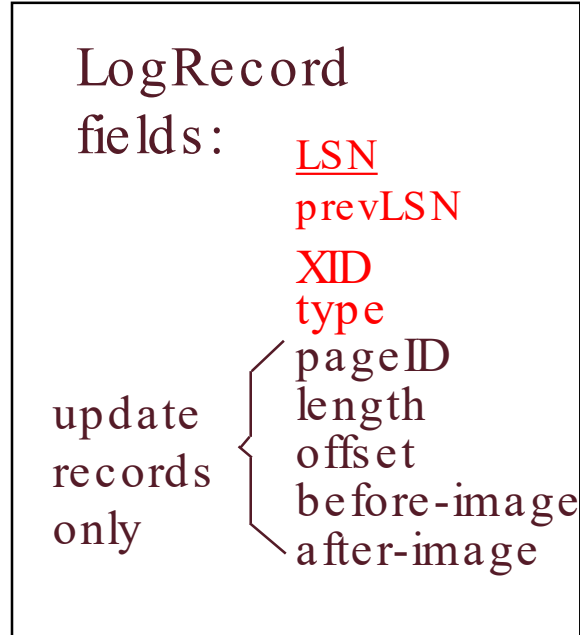 LogRecord
fields:
LSN
prevLSN
XID
type
pageID
length
offset
before-image
after-image
update
records
only